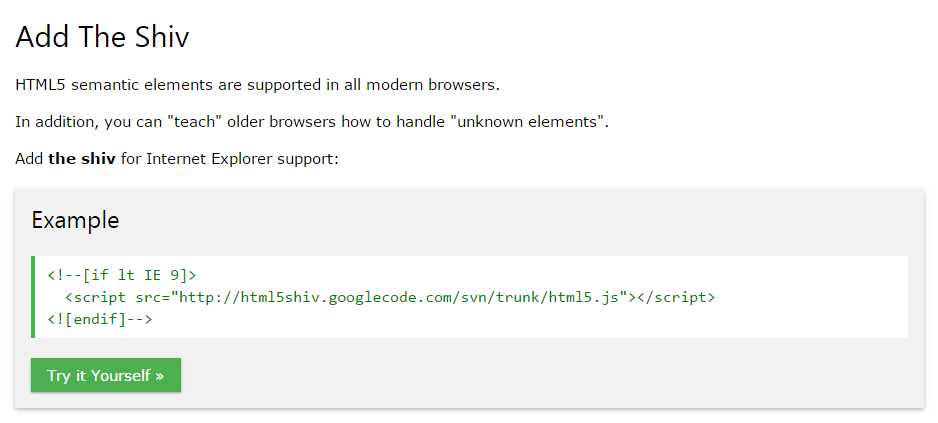 Add The Shiv
HTML5 semantic elements are supported in all modern browsers.
In addition, you can "teach" older browsers how to handle "unknown elements".
Add the shiv for Internet Explorer support:
Example
<!--[if lt IE 9]>
  <script src="http://html5shiv.googlecode.com/svn/trunk/html5.js"></script>
<![endif]-->
Try it Yourself »